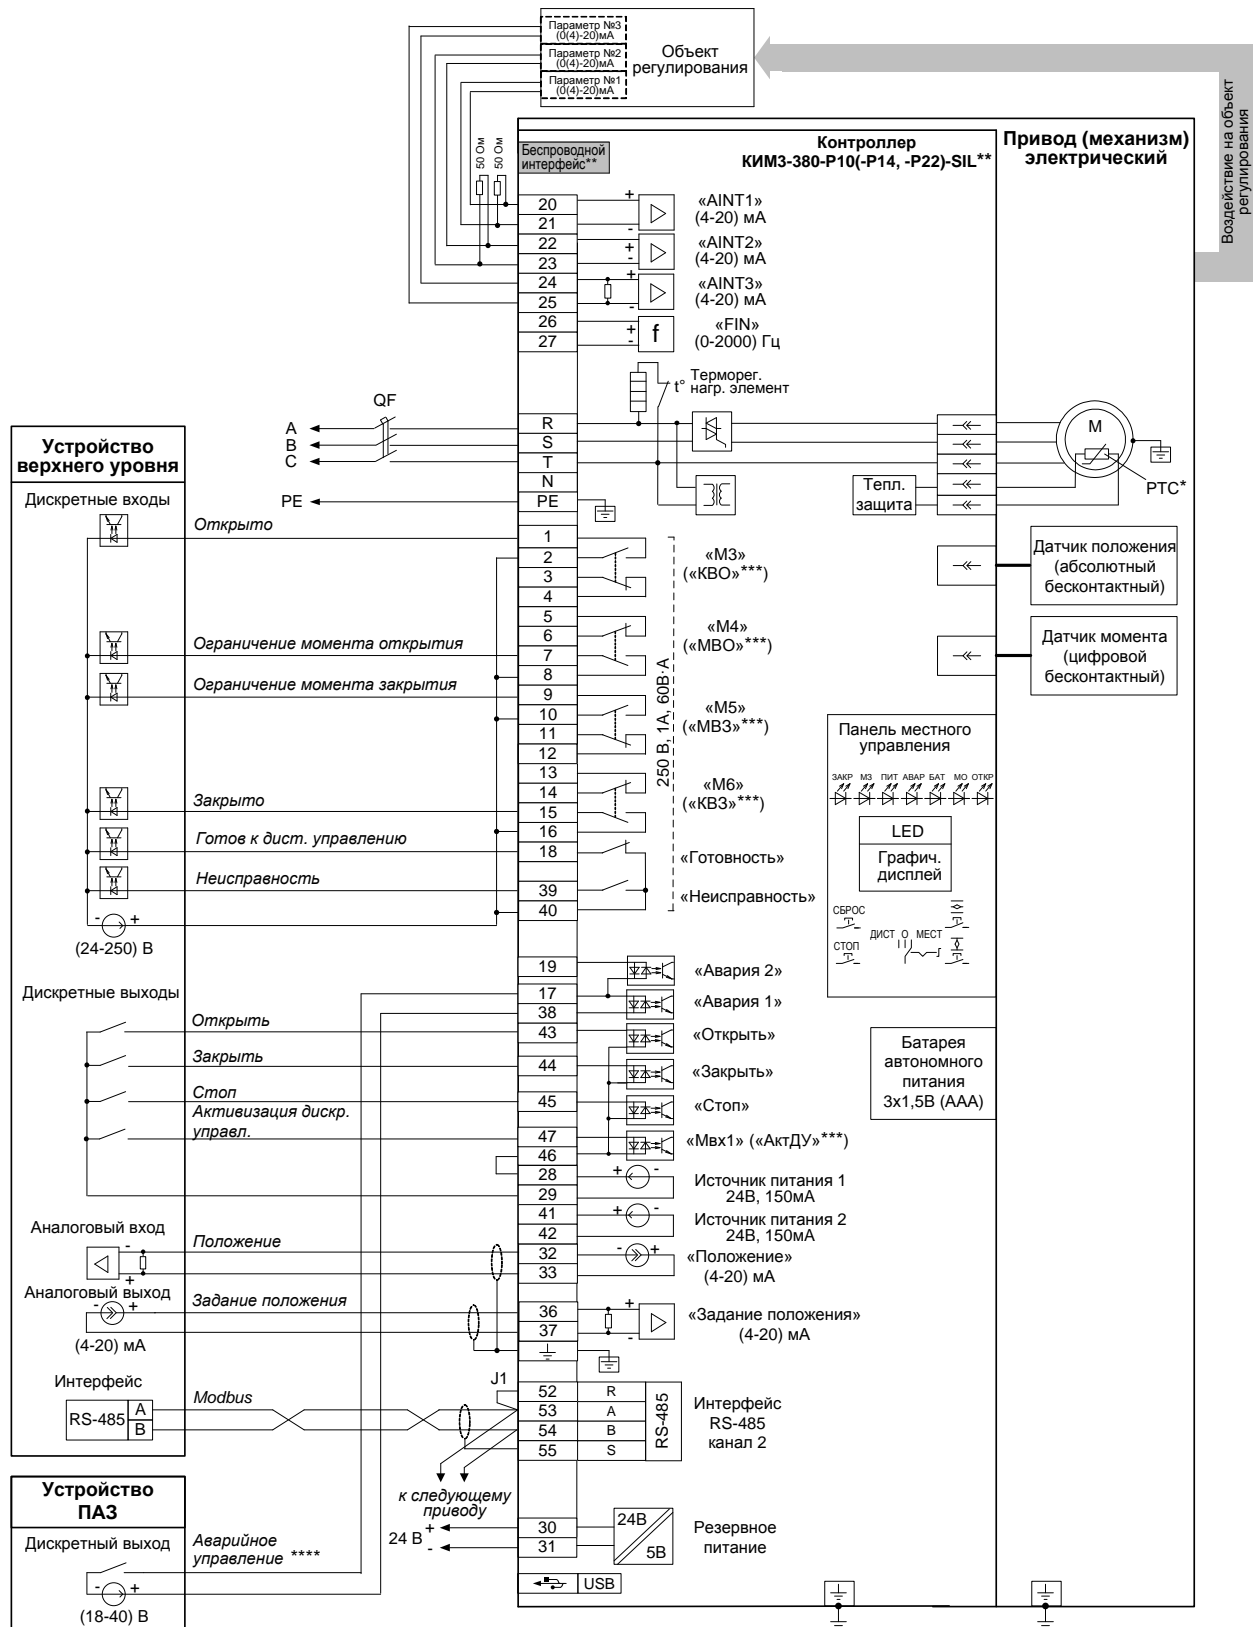 Параметр №3
(0(4)-20)мА
Параметр №2
(0(4)-20)мА
Параметр №1
(0(4)-20)мА
Объект
регулирования
Воздействие на объект
регулирования
50 Ом
50 Ом
Беспроводной
интерфейс**
Контроллер
КИМ3-380-Р10(-Р14, -Р22)-SIL**
Привод (механизм)
электрический
20
+
«AINT1»
(4-20) мА
21
-
22
+
«AINT2»
(4-20) мА
23
-
24
+
«AINT3»
(4-20) мА
25
-
26
+
f
«FIN»
(0-2000) Гц
27
-
t°
Терморег.
нагр. элемент
QF
A
R
B
S
C
T
N
PE
PE
M
PTC*
Тепл.
защита
Устройство
верхнего уровня
Дискретные входы
Открыто
1
2
3
4
«М3»
(«КВО»***)
Датчик положения
(абсолютный
бесконтактный)
5
6
7
8
«М4»
(«МВО»***)
Ограничение момента открытия
Датчик момента
(цифровой
бесконтактный)
Ограничение момента закрытия
9
10
11
12
«М5»
(«МВЗ»***)
250 В, 1А, 60В·А
13
14
15
16
«М6»
(«КВЗ»***)
Закрыто
Готов к дист. управлению
18
«Готовность»
Неисправность
39
«Неисправность»
40
- +
(24-250) В
Панель местного
управления
ЗАКР МЗ ПИТ АВАР БАТ МО ОТКР
LED
Графич.
дисплей
СБРОС
СТОП
ДИСТ О МЕСТ
Дискретные выходы
19
«Авария 2»
17
38
«Авария 1»
Открыть
43
«Открыть»
Закрыть
44
«Закрыть»
Стоп
45
«Стоп»
Активизация дискр.
управл.
47
«Мвх1» («АктДУ»***)
46
28
+ -
Источник питания 1
24В, 150мА
29
41
+ -
Источник питания 2
24В, 150мА
42
Батарея
автономного
питания
3х1,5В (ААА)
Аналоговый вход
-
+
Положение
32
- +
«Положение»
(4-20) мА
33
Аналоговый выход
- +
(4-20) мА
Задание положения
36
+
«Задание положения»
(4-20) мА
37
-
Интерфейс
RS-485
A
B
Modbus
J1
52
R
53
A
54
B
55
S
RS-485
Интерфейс
RS-485
канал 2
к следующему
приводу
24 В
+
-
30
31
24В
5В
Резервное
питание
USB
Устройство
ПАЗ
Дискретный выход
- +
(18-40) В
Аварийное
управление ****